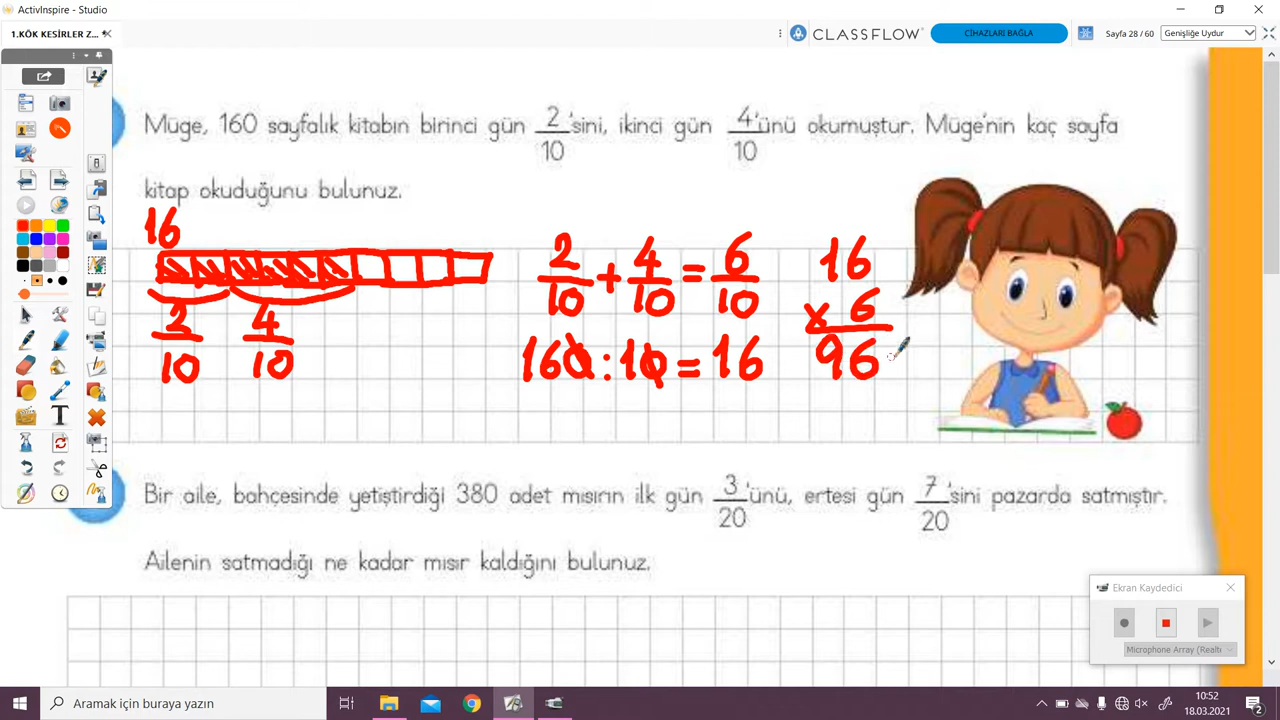 ActivInspire - Studio
1.KÖK KESİRLER Z...
CLASSFLOW
CİHAZLARI BAĞLA
Sayfa 28 / 60
Genişliğe Uydur
Müge, 160 sayfalık kitabın birinci gün 2/10'sini, ikinci gün 4/10'ünü okumuştur. Müge'nin kaç sayfa
kitap okuduğunu bulunuz.
16
2/10 4/10
2/10 + 4/10 = 6/10
160 : 10 = 16
16
x 6
96
Bir aile, bahçesinde yetiştirdiği 380 adet mısırın ilk gün 3/20'ünü, ertesi gün 7/20'sini pazarda satmıştır.
Ailenin satmadığı ne kadar mısır kaldığını bulunuz.
Ekran Kaydedici
Microphone Array (Realte
Aramak için buraya yazın
10:52
18.03.2021
2